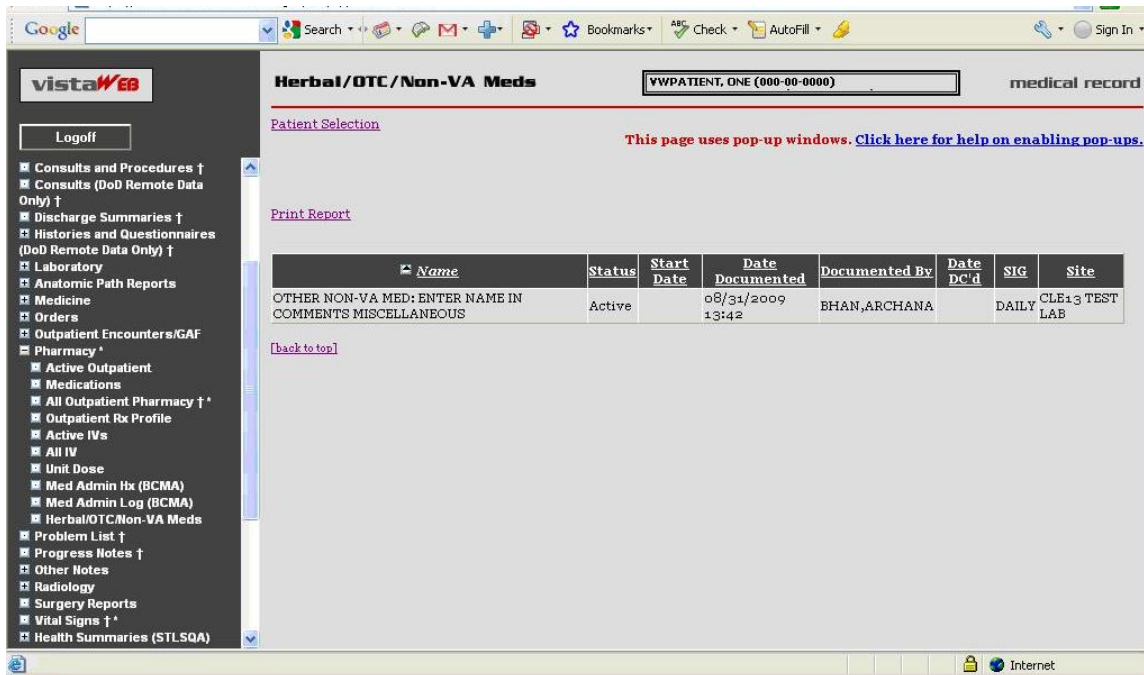 Google Search Bookmarks Check AutoFill Sign In
vistaWEB
Herbal/OTC/Non-VA Meds
VWPATIENT, ONE (000-00-0000)
medical record
Logoff
Consults and Procedures †
Consults (DoD Remote Data
Only) †
Discharge Summaries †
Histories and Questionnaires
(DoD Remote Data Only) †
Laboratory
Anatomic Path Reports
Medicine
Orders
Outpatient Encounters/GAF
Pharmacy *
Active Outpatient
Medications
All Outpatient Pharmacy † *
Outpatient Rx Profile
Active IVs
All IV
Unit Dose
Med Admin Hx (BCMA)
Med Admin Log (BCMA)
Herbal/OTC/Non-VA Meds
Problem List †
Progress Notes †
Other Notes
Radiology
Surgery Reports
Vital Signs † *
Health Summaries (STLSQA)
Patient Selection
This page uses pop-up windows. Click here for help on enabling pop-ups.
Print Report
Name Status Start Date Date Documented Documented By Date DC'd SIG Site
OTHER NON-VA MED: ENTER NAME IN COMMENTS MISCELLANEOUS Active 08/31/2009 13:42 BHAN,ARCHANA DAILY CLE13 TEST LAB
[back to top]
Internet